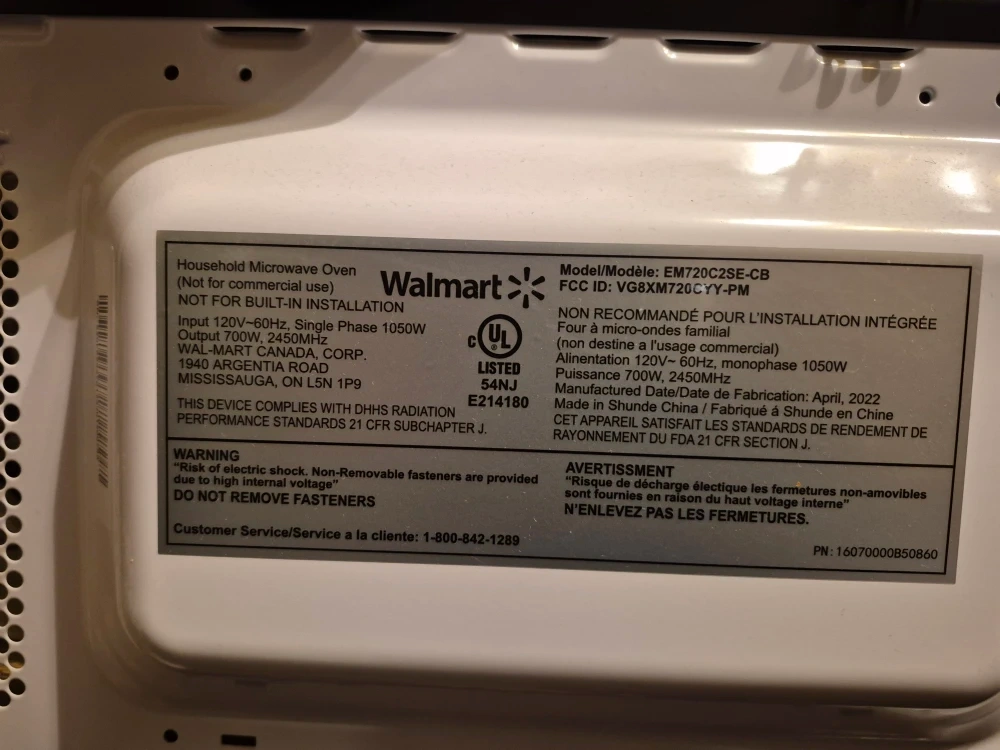 Household Microwave Oven
(Not for commercial use)
NOT FOR BUILT-IN INSTALLATION
Input 120V~60Hz, Single Phase 1050W
Output 700W, 2450MHz
WAL-MART CANADA, CORP.
1940 ARGENTIA ROAD
MISSISSAUGA, ON L5N 1P9
THIS DEVICE COMPLIES WITH DHHS RADIATION
PERFORMANCE STANDARDS 21 CFR SUBCHAPTER J.
Walmart
C UL ®
LISTED
54NJ
E214180
Model/Modèle: EM720C2SE-CB
FCC ID: VG8XM720CYY-PM
NON RECOMMANDÉ POUR L'INSTALLATION INTÉGRÉE
Four à micro-ondes familial
(non destine a l'usage commercial)
Alinentation 120V~ 60Hz, monophase 1050W
Puissance 700W, 2450MHz
Manufactured Date/Date de Fabrication: April, 2022
Made in Shunde China / Fabriqué á Shunde en Chine
CET APPAREIL SATISFAIT LES STANDARDS DE RENDEMENT DE
RAYONNEMENT DU FDA 21 CFR SECTION J.
WARNING
"Risk of electric shock. Non-Removable fasteners are provided
due to high internal voltage"
DO NOT REMOVE FASTENERS
Customer Service/Service a la cliente: 1-800-842-1289
AVERTISSMENT
"Risque de décharge électique les fermetures non-amovibles
sont fournies en raison du haut voltage interne"
N'ENLEVEZ PAS LES FERMETURES.
PN: 16070000B50860